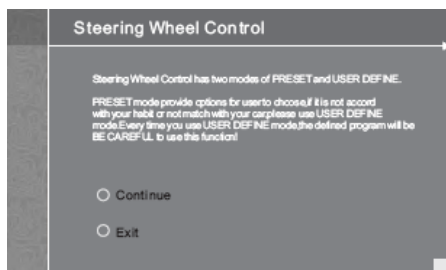 Steering Wheel Control
Steering Wheel Control has two modes of PRESET and USER DEFINE.
PRESET mode provide options for user to choose,if it is not accord
with your habit or not match with your car,please use USER DEFINE
mode.Every time you use USER DEFINE mode,the defined program will be
BE CAREFUL to use this function!
Continue
Exit